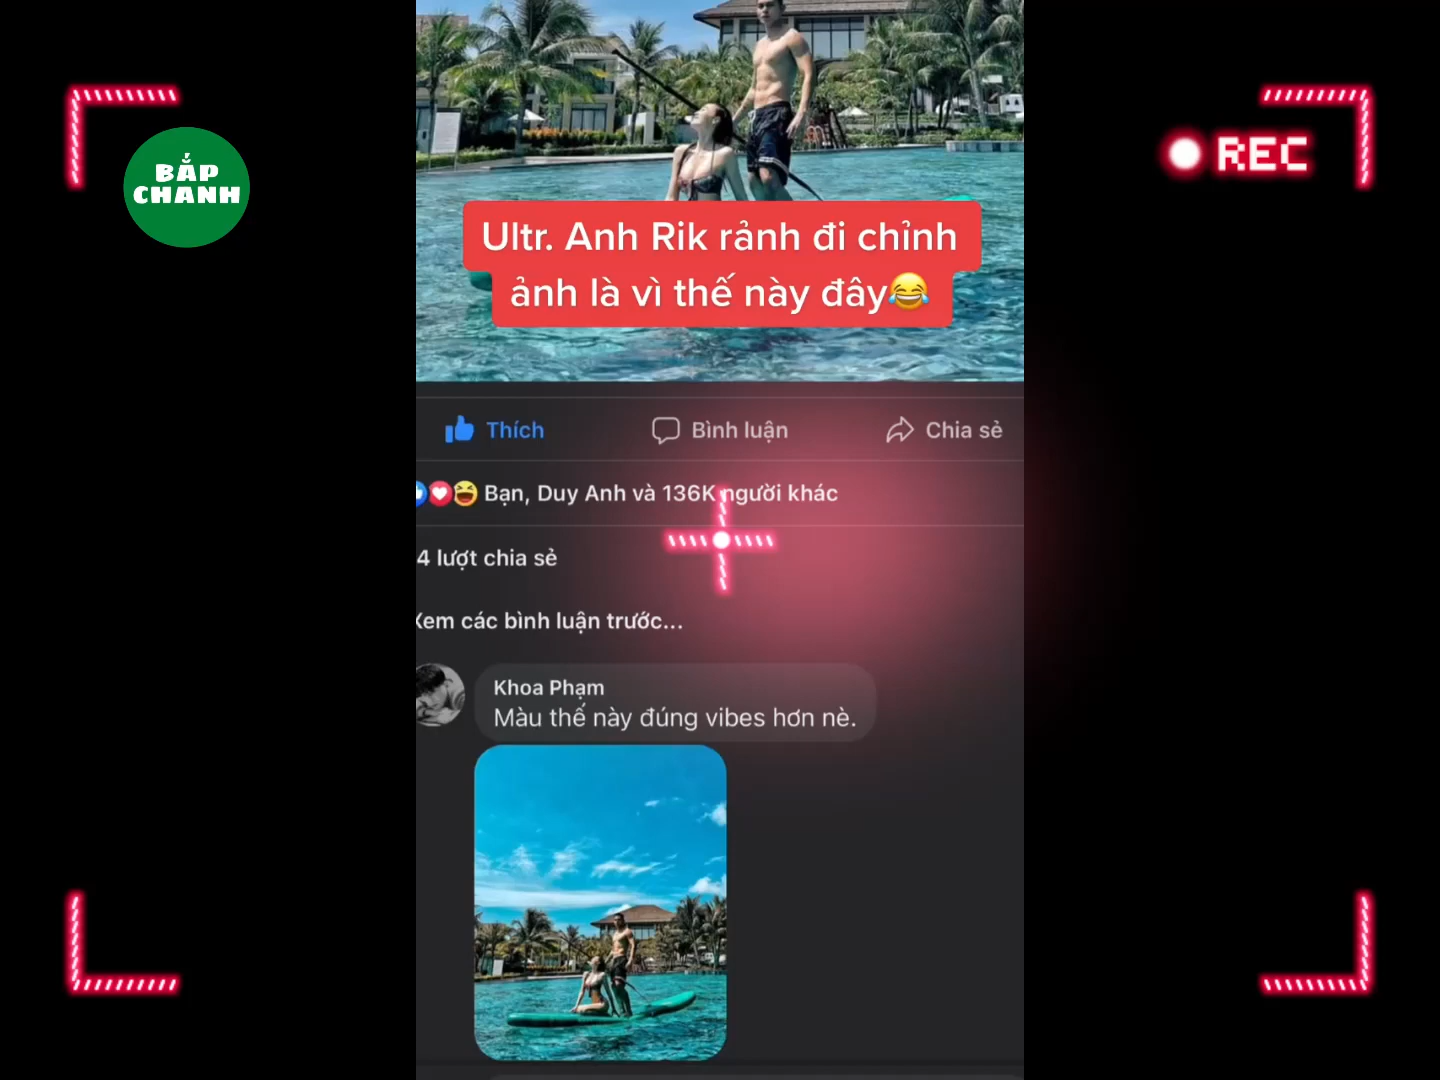 BẮP
CHANH
REC
Ultr. Anh Rik rảnh đi chỉnh
ảnh là vì thế này đây😂
Thích
Bình luận
Chia sẻ
Bạn, Duy Anh và 136K người khác
4 lượt chia sẻ
Xem các bình luận trước...
Khoa Phạm
Màu thế này đúng vibes hơn nè.